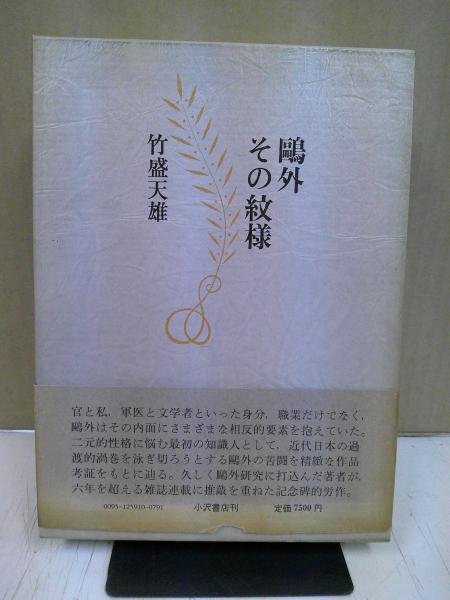 鷗外
その紋様
竹盛天雄
官と私，軍医と文学者といった身分，職業だけでなく，
鷗外はその内面にさまざまな相反的要素を抱えていた。
二元的性格に悩む最初の知識人として，近代日本の過
渡的渦巻を泳ぎ切ろうとする鷗外の苦闘を精緻な作品
考証をもとに辿る。久しく鷗外研究に打込んだ著者が，
六年を超える雑誌連載に推敲を重ねた記念碑的労作。
0095-125910-0791 小沢書店刊 定価 7500 円